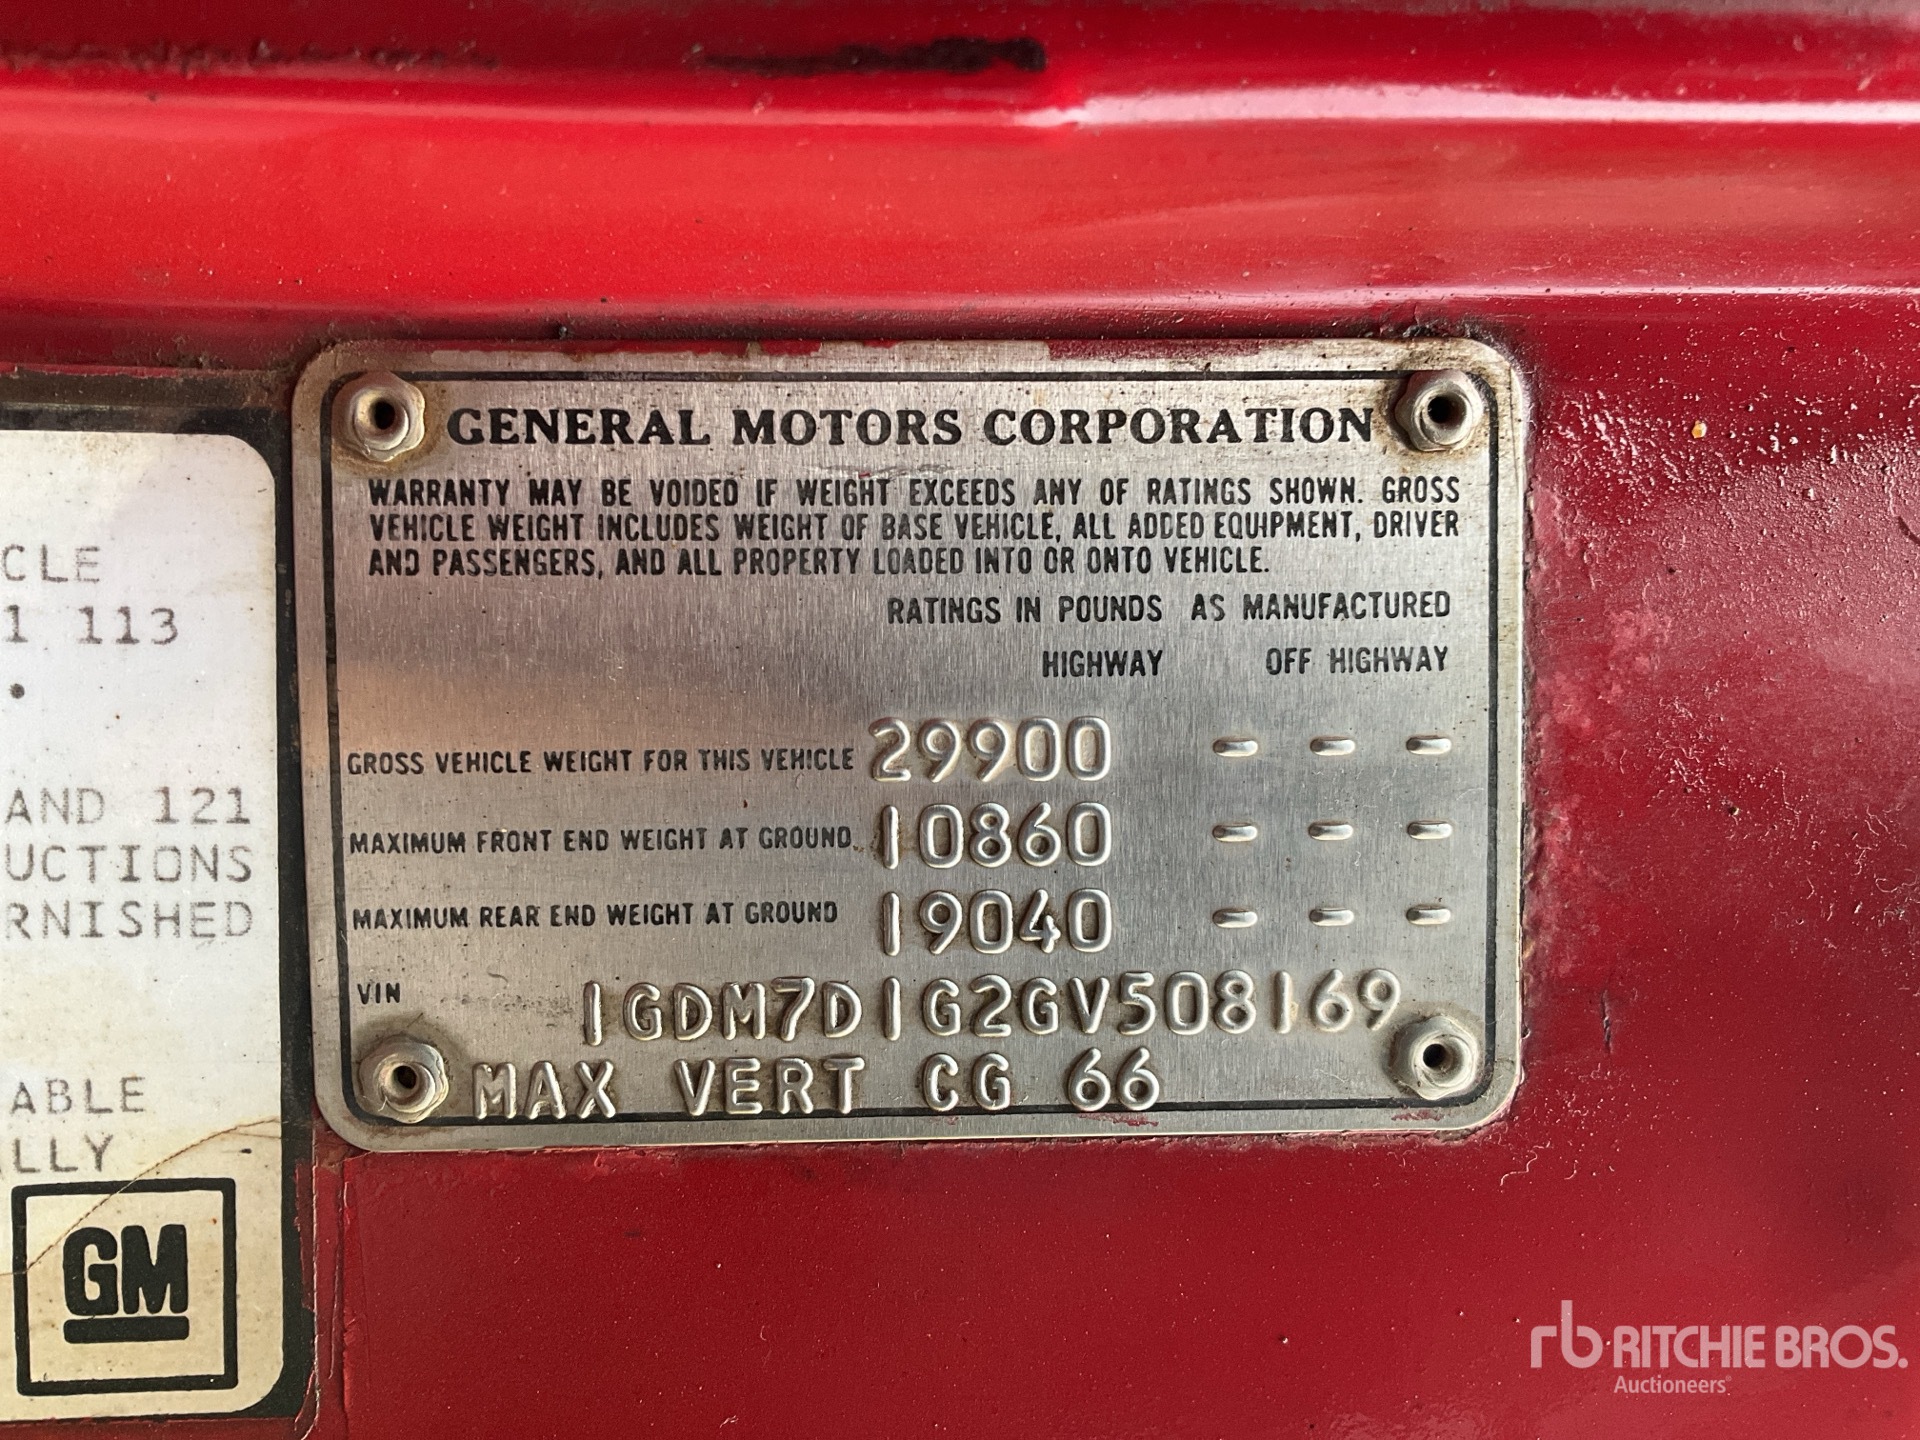 GENERAL MOTORS CORPORATION
WARRANTY MAY BE VOIDED IF WEIGHT EXCEEDS ANY OF RATINGS SHOWN. GROSS
VEHICLE WEIGHT INCLUDES WEIGHT OF BASE VEHICLE, ALL ADDED EQUIPMENT, DRIVER
AND PASSENGERS, AND ALL PROPERTY LOADED INTO OR ONTO VEHICLE.
RATINGS IN POUNDS AS MANUFACTURED
HIGHWAY OFF HIGHWAY
GROSS VEHICLE WEIGHT FOR THIS VEHICLE 29900 - - -
MAXIMUM FRONT END WEIGHT AT GROUND. 10860 - - -
MAXIMUM REAR END WEIGHT AT GROUND 19040 - - -
VIN 1GDM7D1G2GV508169
MAX VERT CG 66
CLE
1 113
.
AND 121
UCTIONS
RNISHED
ABLE
LLY
GM
rb RITCHIE BROS.
Auctioneers